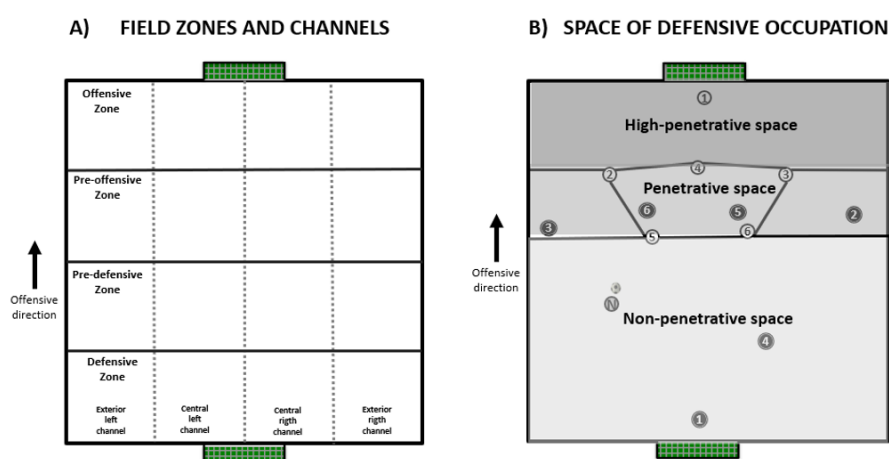 A) FIELD ZONES AND CHANNELS
Offensive
Zone
Pre-offensive
Zone
Pre-defensive
Zone
Defensive
Zone
Exterior
left
channel
Central
left
channel
Central
rigth
channel
Exterior
rigth
channel
Offensive
direction
B) SPACE OF DEFENSIVE OCCUPATION
1
High-penetrative space
2
4
3
Penetrative space
6
5
2
3
5
6
Offensive
direction
N
Non-penetrative space
4
1